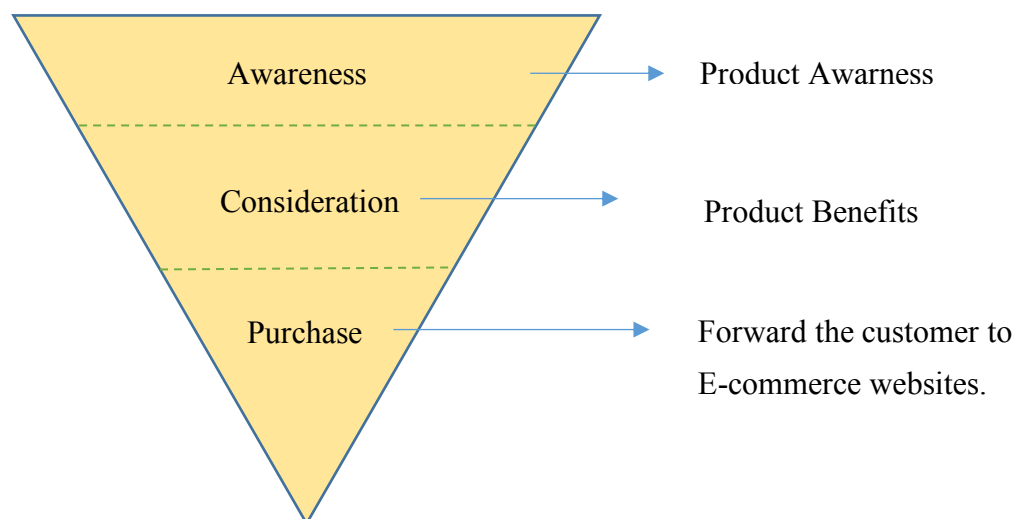 Awareness
Product Awarness
Consideration
Product Benefits
Purchase
Forward the customer to
E-commerce websites.